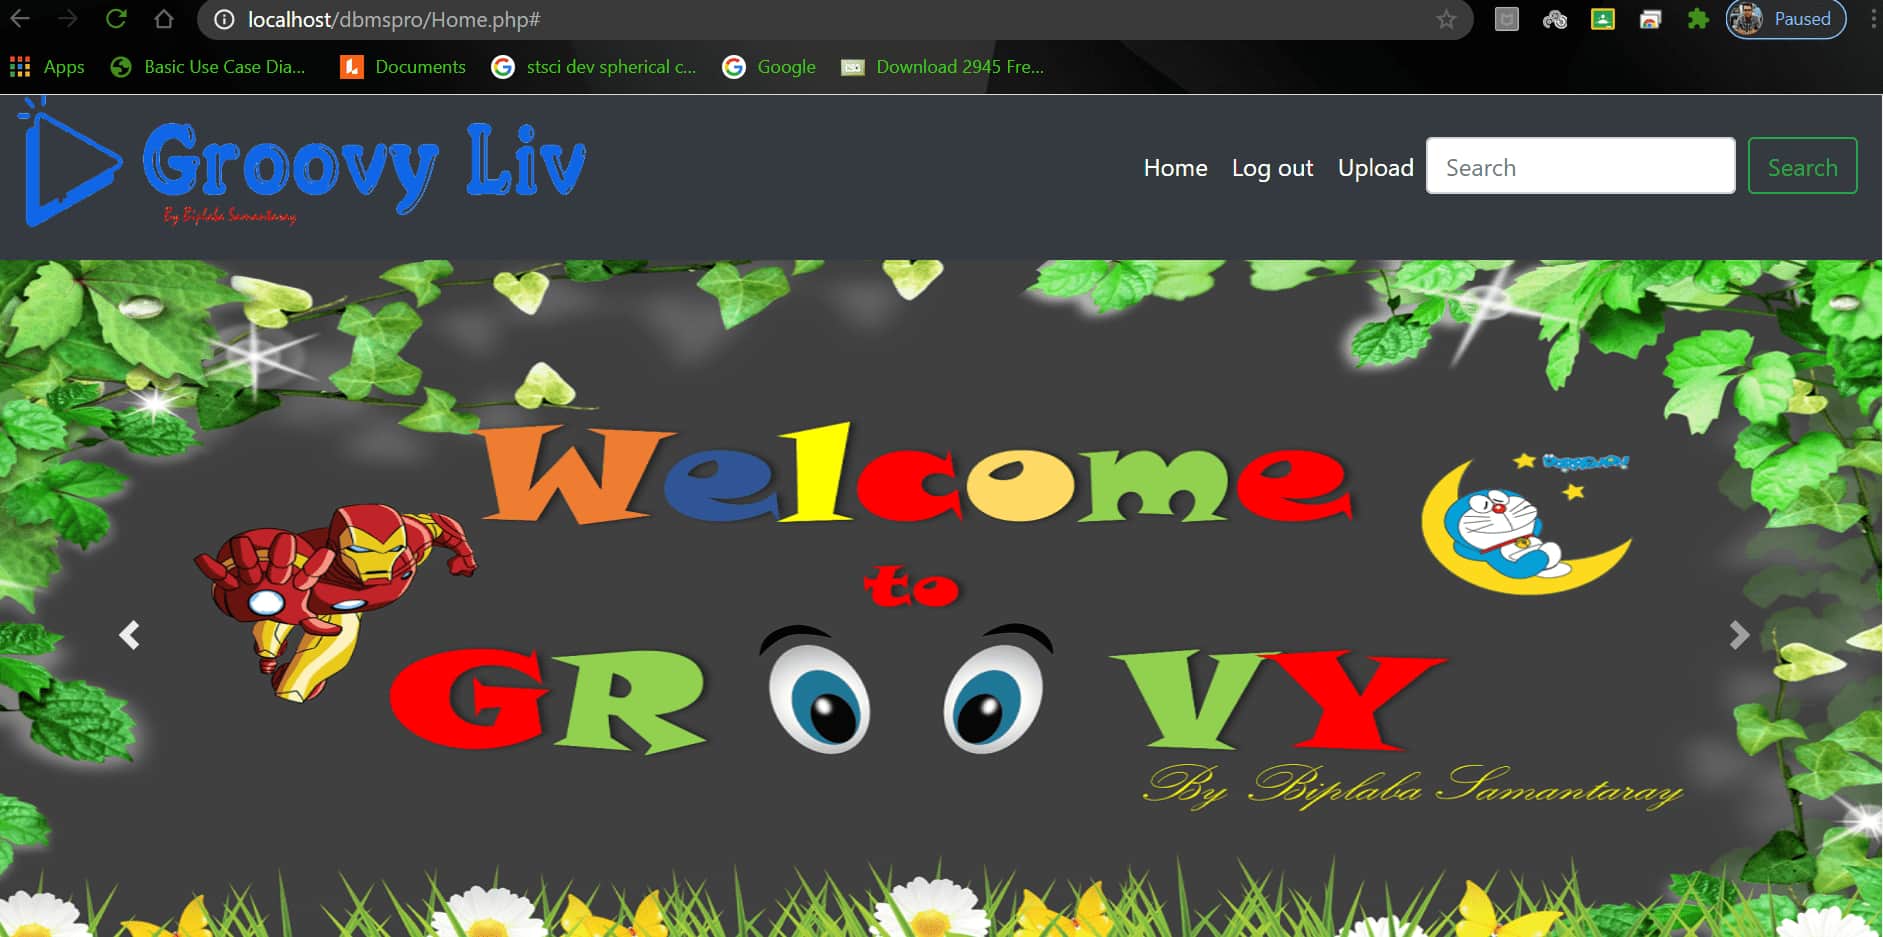 localhost/dbmspro/Home.php#
Paused
Apps
Basic Use Case Dia...
Documents
stsci dev spherical c...
Google
Download 2945 Fre...
Groovy Liv
By Biplaba Samantaray
Home
Log out
Upload
Search
Search
Welcome
to
GR VY
By Biplaba Samantaray